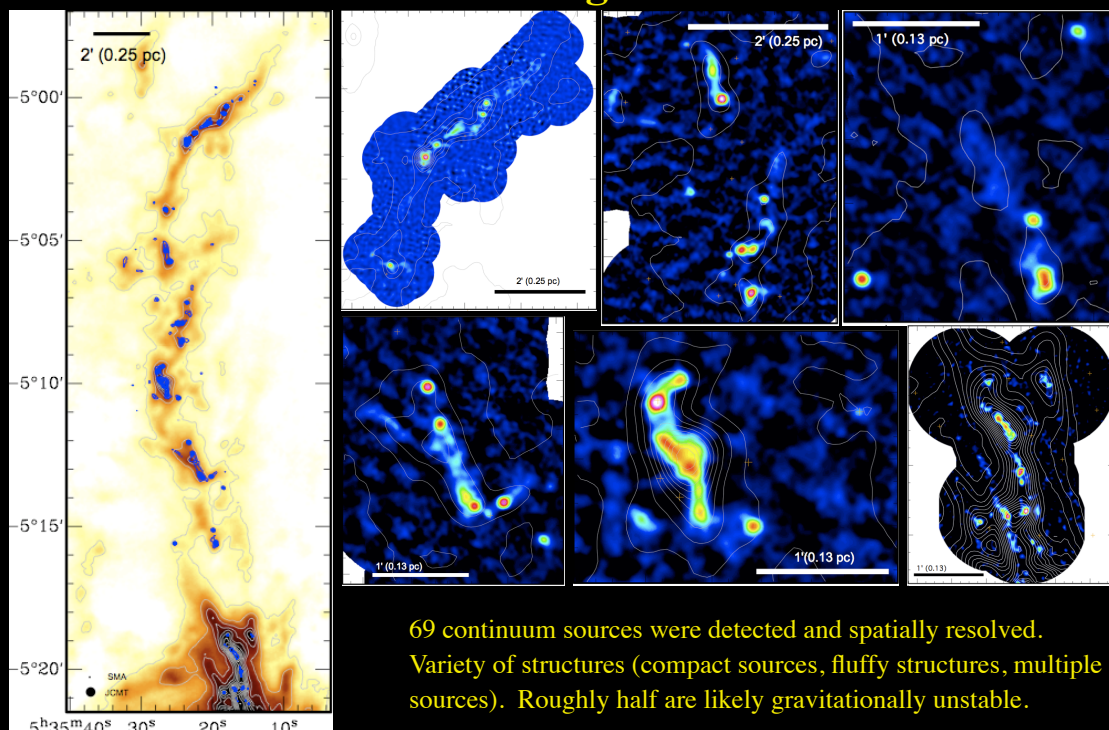 2' (0.25 pc)
−5°00′
−5°05′
−5°10′
−5°15′
−5°20′
SMA
JCMT
5ʰ35ᵐ40ˢ 30ˢ 20ˢ 10ˢ
2' (0.25 pc)
2' (0.25 pc)
1' (0.13 pc)
1' (0.13 pc)
1'(0.13 pc)
1' (0.13)
69 continuum sources were detected and spatially resolved.
Variety of structures (compact sources, fluffy structures, multiple
sources). Roughly half are likely gravitationally unstable.